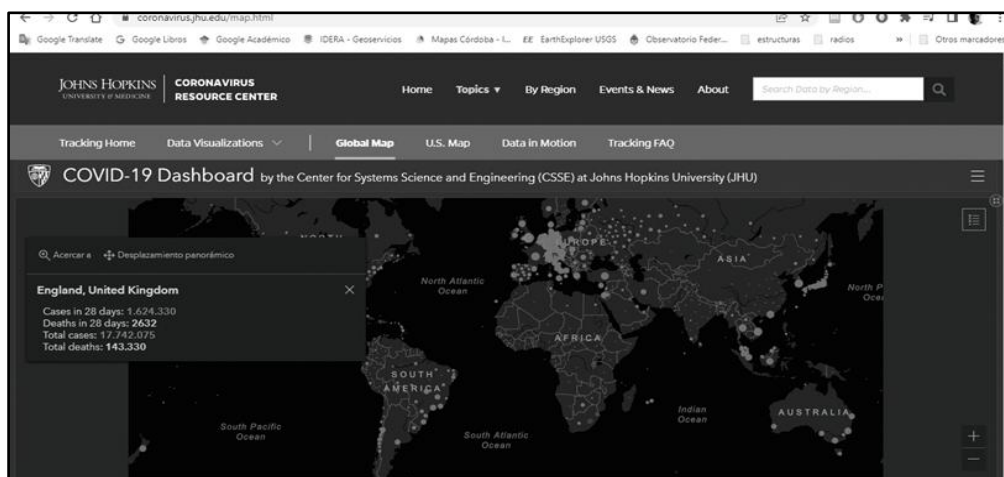 coronavirus.jhu.edu/map.html
Google Translate Google Libros Google Académico IDERA - Geoservicios Mapas Córdoba - I... EarthExplorer USGS Observatorio Feder... estructuras radios » Otros marcadores
JOHNS HOPKINS
UNIVERSITY & MEDICINE
CORONAVIRUS
RESOURCE CENTER
Home Topics By Region Events & News About Search Data by Region...
Tracking Home Data Visualizations Global Map U.S. Map Data in Motion Tracking FAQ
COVID-19 Dashboard by the Center for Systems Science and Engineering (CSSE) at Johns Hopkins University (JHU)
Acercar a Desplazamiento panorámico
England, United Kingdom
Cases in 28 days: 1.624.330
Deaths in 28 days: 2632
Total cases: 17.742.075
Total deaths: 143.330
EUROPE
ASIA
North Atlantic
Ocean
AFRICA
SOUTH
AMERICA
Indian
Ocean
AUSTRALIA
South Pacific
Ocean
South Atlantic
Ocean